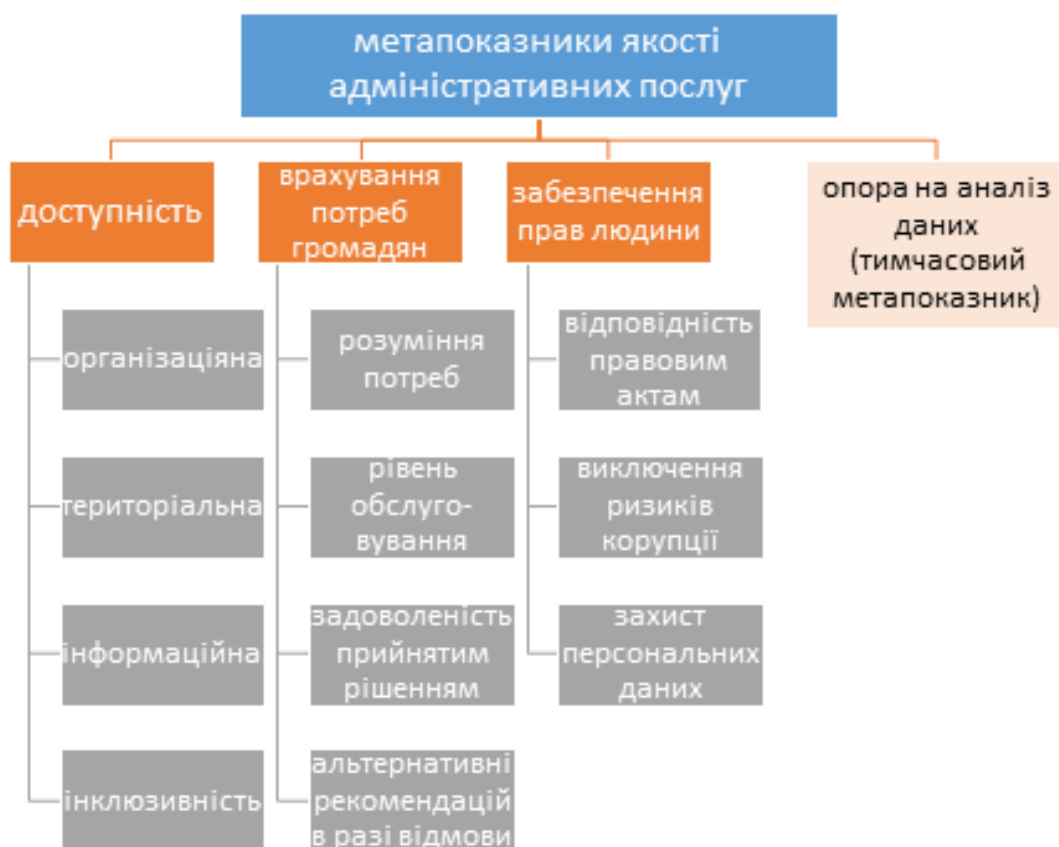 метапоказники якості
адміністративних послуг
доступність
врахування
потреб
громадян
забезпечення
прав людини
опора на аналіз
даних
(тимчасовий
метапоказник)
організаціяна
територіальна
інформаційна
інклюзивність
розуміння
потреб
рівень
обслуго-
вування
задоволеність
прийнятим
рішенням
альтернативні
рекомендацій
в разі відмови
відповідність
правовим
актам
виключення
ризиків
корупції
захист
персональних
даних